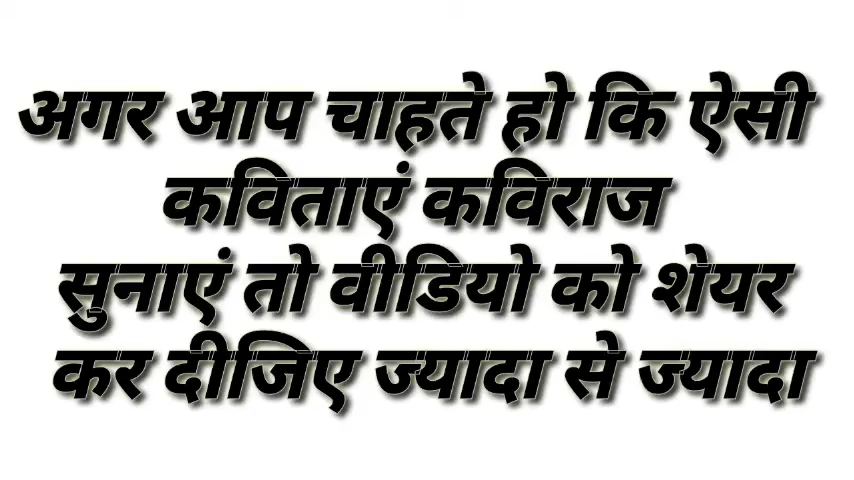 अगर आप चाहते हो कि ऐसी
कविताएं कविराज
सुनाएं तो वीडियो को शेयर
कर दीजिए ज्यादा से ज्यादा